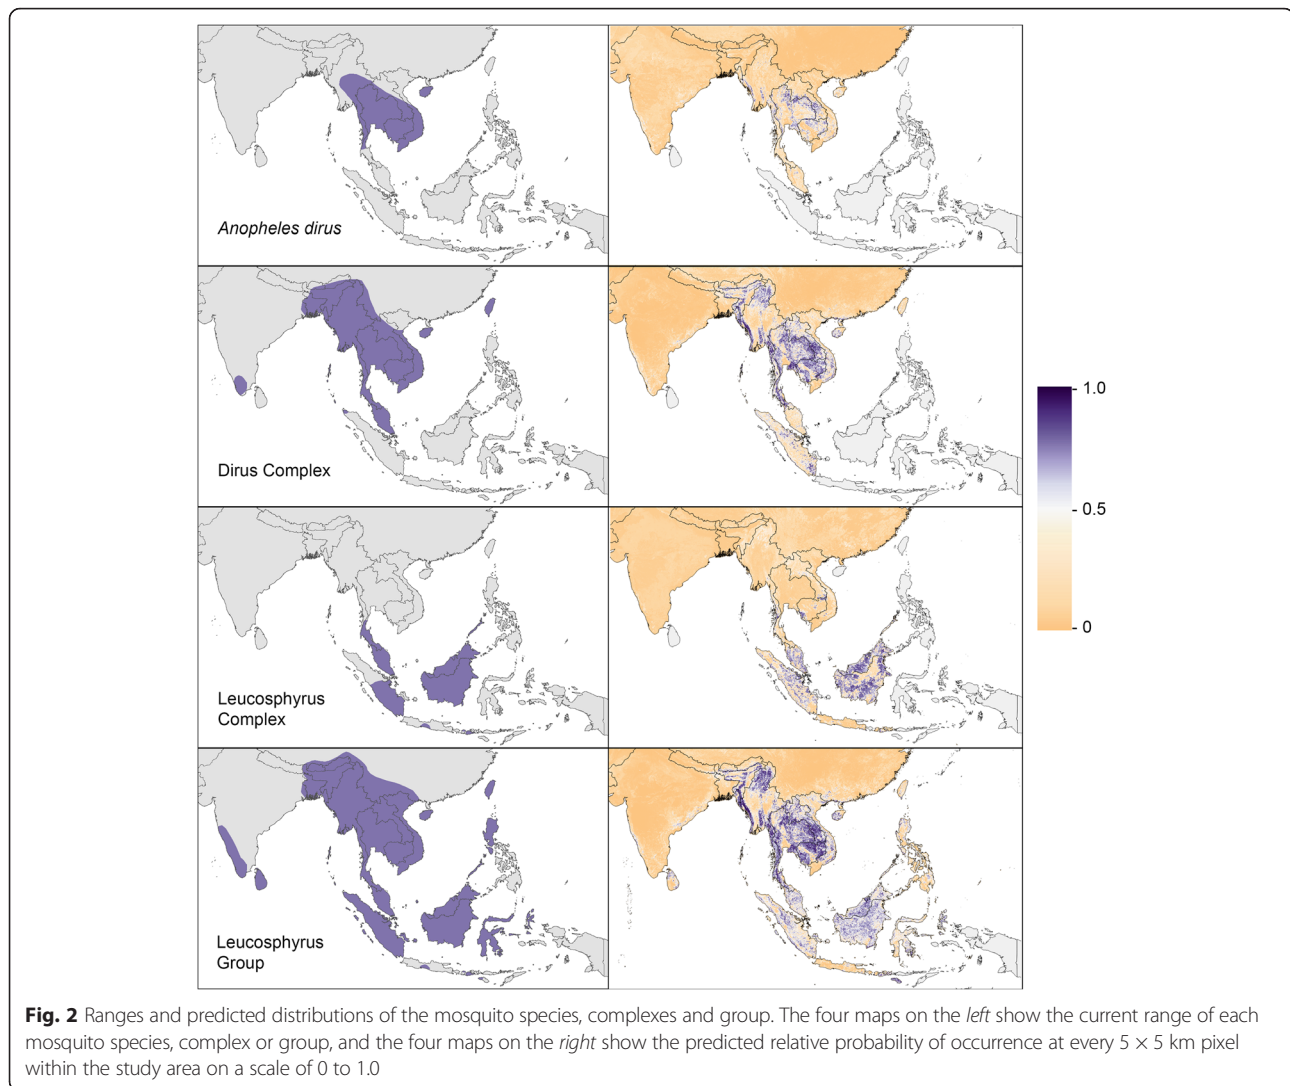 Anopheles dirus
Dirus Complex
1.0
0.5
0
Leucosphyrus
Complex
Leucosphyrus
Group
Fig. 2 Ranges and predicted distributions of the mosquito species, complexes and group. The four maps on the left show the current range of each
mosquito species, complex or group, and the four maps on the right show the predicted relative probability of occurrence at every 5 × 5 km pixel
within the study area on a scale of 0 to 1.0